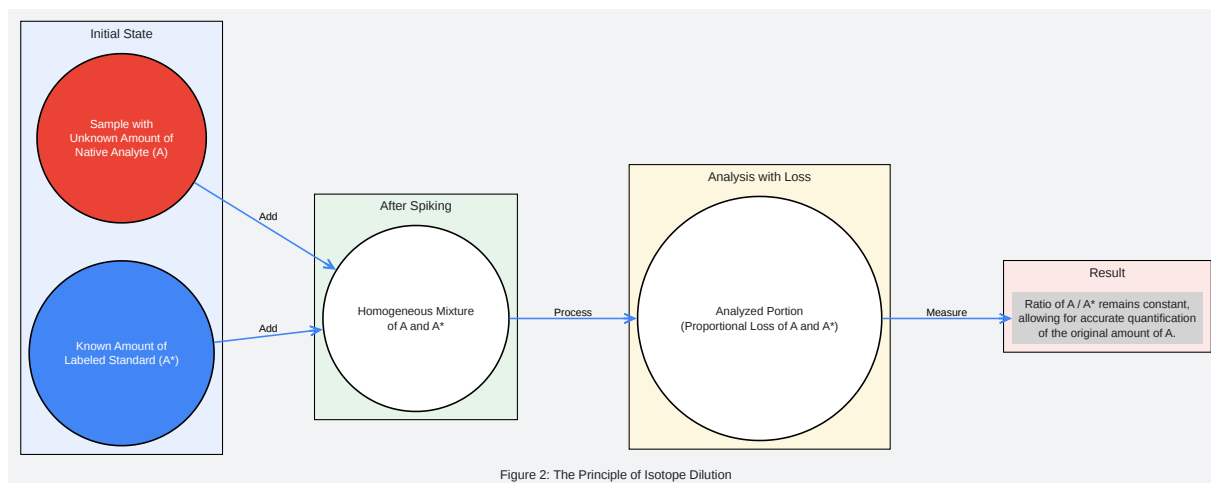 Initial State
Sample with
Unknown Amount of
Native Analyte (A)
Add
Known Amount of
Labeled Standard (A*)
Add
After Spiking
Homogeneous Mixture
of A and A*
Process
Analysis with Loss
Analyzed Portion
(Proportional Loss of A and A*)
Measure
Result
Ratio of A / A* remains constant,
allowing for accurate quantification
of the original amount of A.
Figure 2: The Principle of Isotope Dilution